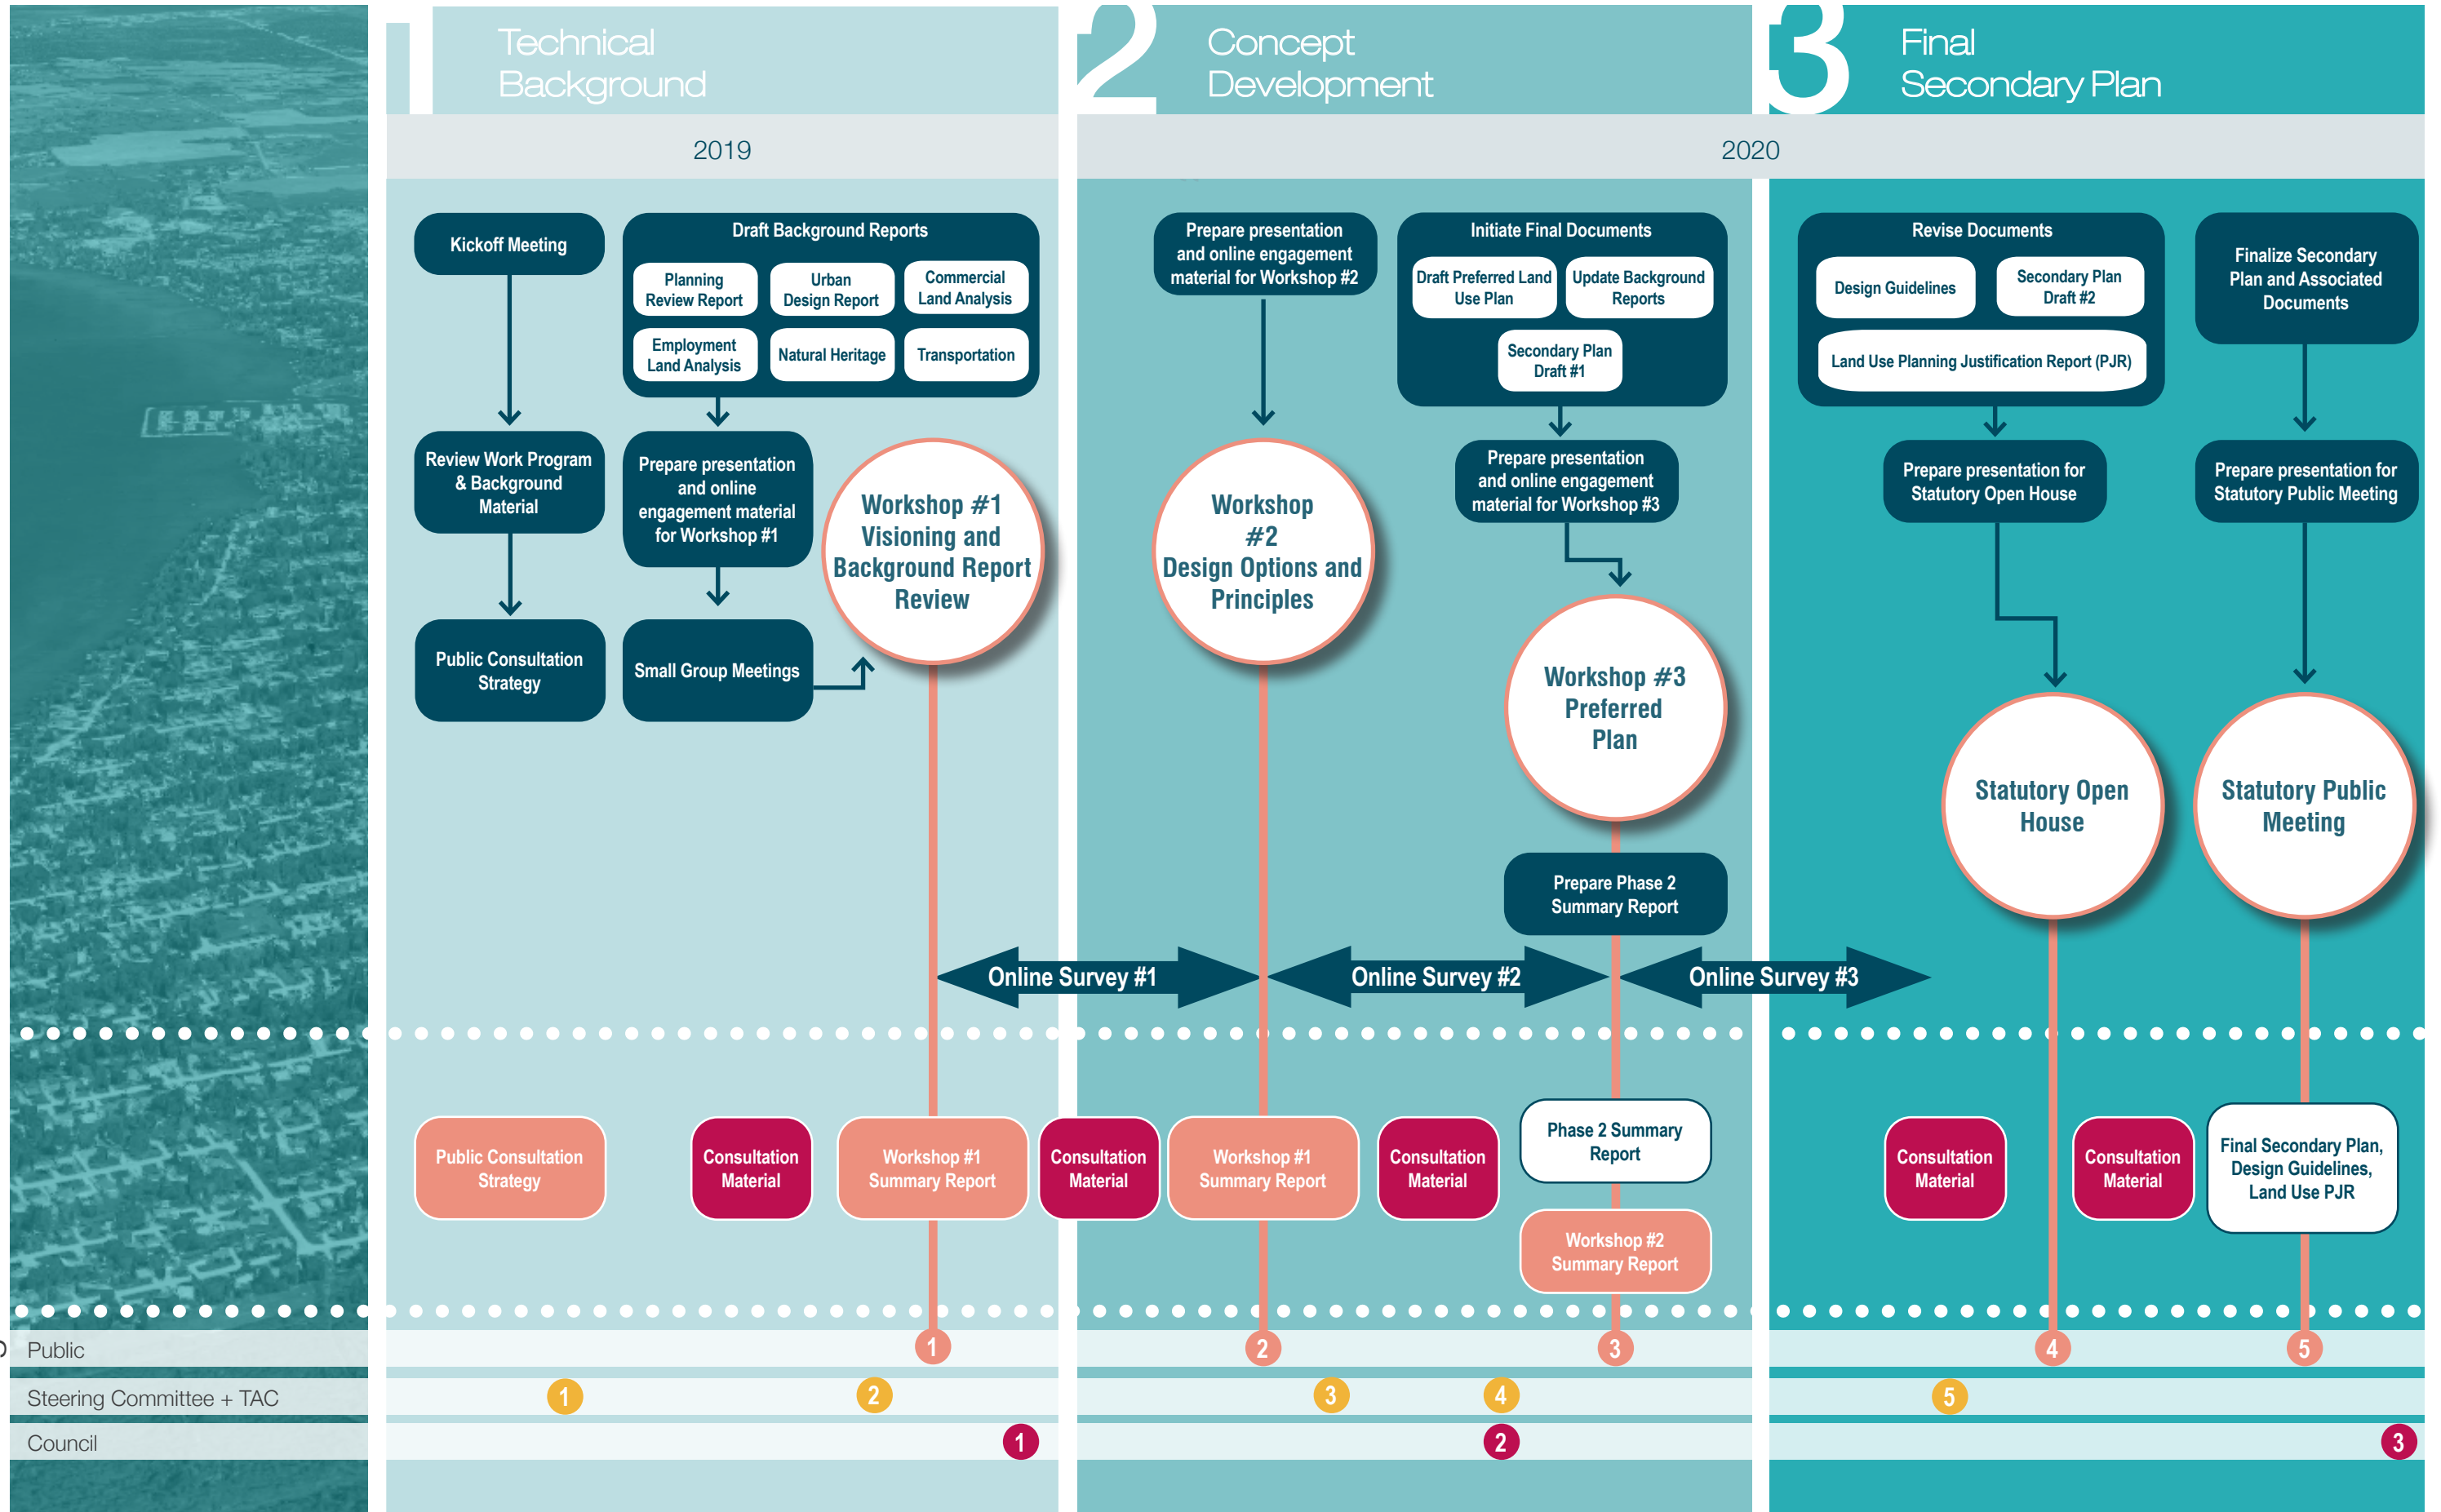 1
Technical
Background
2
Concept
Development
3
Final
Secondary Plan
2019
2020
Kickoff Meeting
Review Work Program
& Background
Material
Public Consultation
Strategy
Draft Background Reports
Planning
Review Report
Urban
Design Report
Commercial
Land Analysis
Employment
Land Analysis
Natural Heritage
Transportation
Prepare presentation
and online
engagement material
for Workshop #1
Small Group Meetings
Workshop #1
Visioning and
Background Report
Review
Prepare presentation
and online engagement
material for Workshop #2
Workshop
#2
Design Options and
Principles
Initiate Final Documents
Draft Preferred Land
Use Plan
Update Background
Reports
Secondary Plan
Draft #1
Prepare presentation
and online engagement
material for Workshop #3
Workshop #3
Preferred
Plan
Prepare Phase 2
Summary Report
Revise Documents
Design Guidelines
Secondary Plan
Draft #2
Land Use Planning Justification Report (PJR)
Prepare presentation for
Statutory Open House
Statutory Open
House
Finalize Secondary
Plan and Associated
Documents
Prepare presentation for
Statutory Public Meeting
Statutory Public
Meeting
Online Survey #1
Online Survey #2
Online Survey #3
Public Consultation
Strategy
Consultation
Material
Workshop #1
Summary Report
Consultation
Material
Workshop #1
Summary Report
Consultation
Material
Phase 2 Summary
Report
Workshop #2
Summary Report
Consultation
Material
Consultation
Material
Final Secondary Plan,
Design Guidelines,
Land Use PJR
Public
1
2
3
4
5
Steering Committee + TAC
1
2
3
4
5
Council
1
2
3